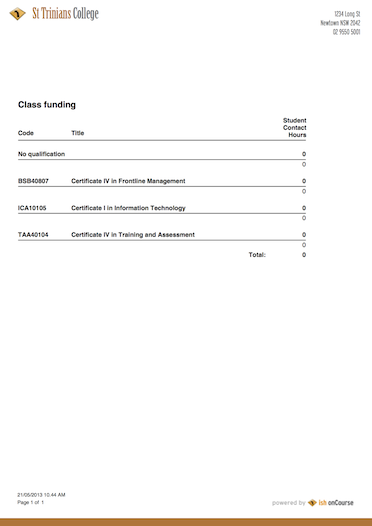 St Trinians College
1234 Long St
Newtown NSW 2042
02 9550 5001
Class funding
Code Title Student Contact Hours
No qualification 0
0
BSB40807 Certificate IV in Frontline Management 0
0
ICA10105 Certificate I in Information Technology 0
0
TAA40104 Certificate IV in Training and Assessment 0
0
Total: 0
21/05/2013 10.44 AM
Page 1 of 1
powered by ish onCourse